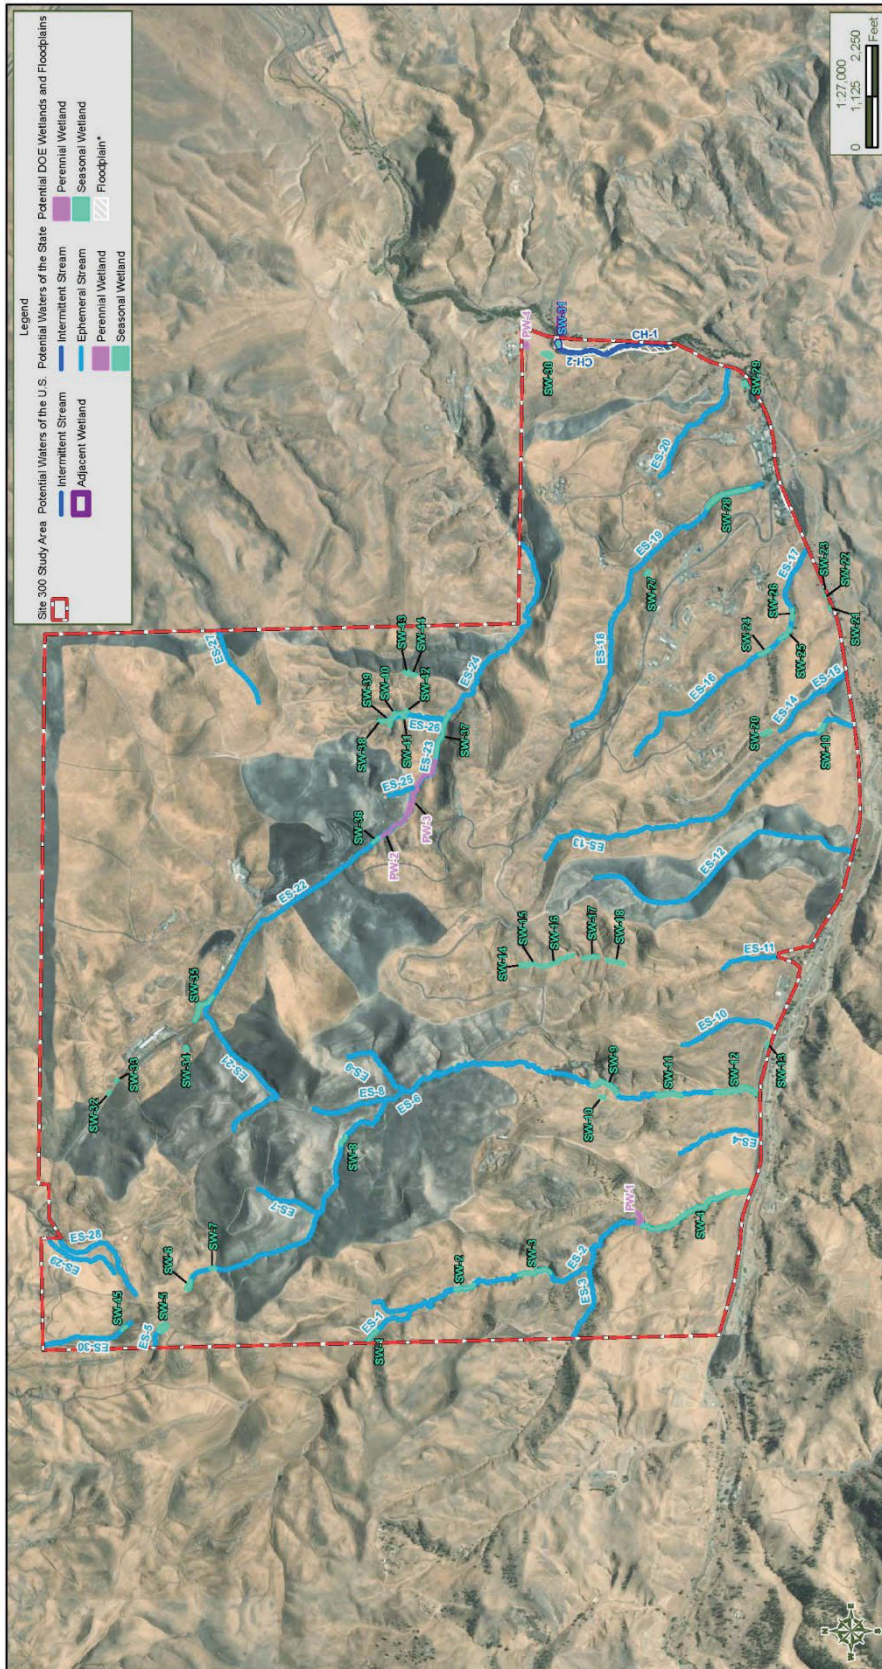 Legend
Site 300 Study Area
Potential Waters of the U.S.
Intermittent Stream
Adjacent Wetland
Potential Waters of the State
Intermittent Stream
Ephemeral Stream
Perennial Wetland
Seasonal Wetland
Potential DOE Wetlands and Floodplains
Perennial Wetland
Seasonal Wetland
Floodplain*
ES-30
ES-29
ES-28
SW-45
SW-5
ES-5
SW-6
SW-7
ES-7
SW-32
SW-33
SW-34
SW-35
ES-21
ES-27
ES-22
SW-8
ES-8
ES-9
ES-6
SW-36
PW-2
PW-3
ES-25
SW-38
SW-39
SW-40
SW-41
SW-42
SW-43
SW-44
ES-26
ES-23
SW-37
ES-24
ES-1
SW-2
SW-3
ES-2
ES-3
PW-1
SW-1
SW-9
SW-10
SW-11
SW-12
SW-13
ES-4
ES-10
ES-11
SW-14
SW-15
SW-16
SW-17
SW-18
ES-12
ES-13
SW-19
SW-20
ES-14
ES-15
ES-16
SW-24
SW-25
SW-26
ES-17
SW-21
SW-22
SW-23
ES-18
SW-27
ES-19
SW-28
ES-20
SW-29
PW-4
SW-30
SW-31
CH-2
CH-1
N
W
E
S
1:27,000
0 1,125 2,250
Feet